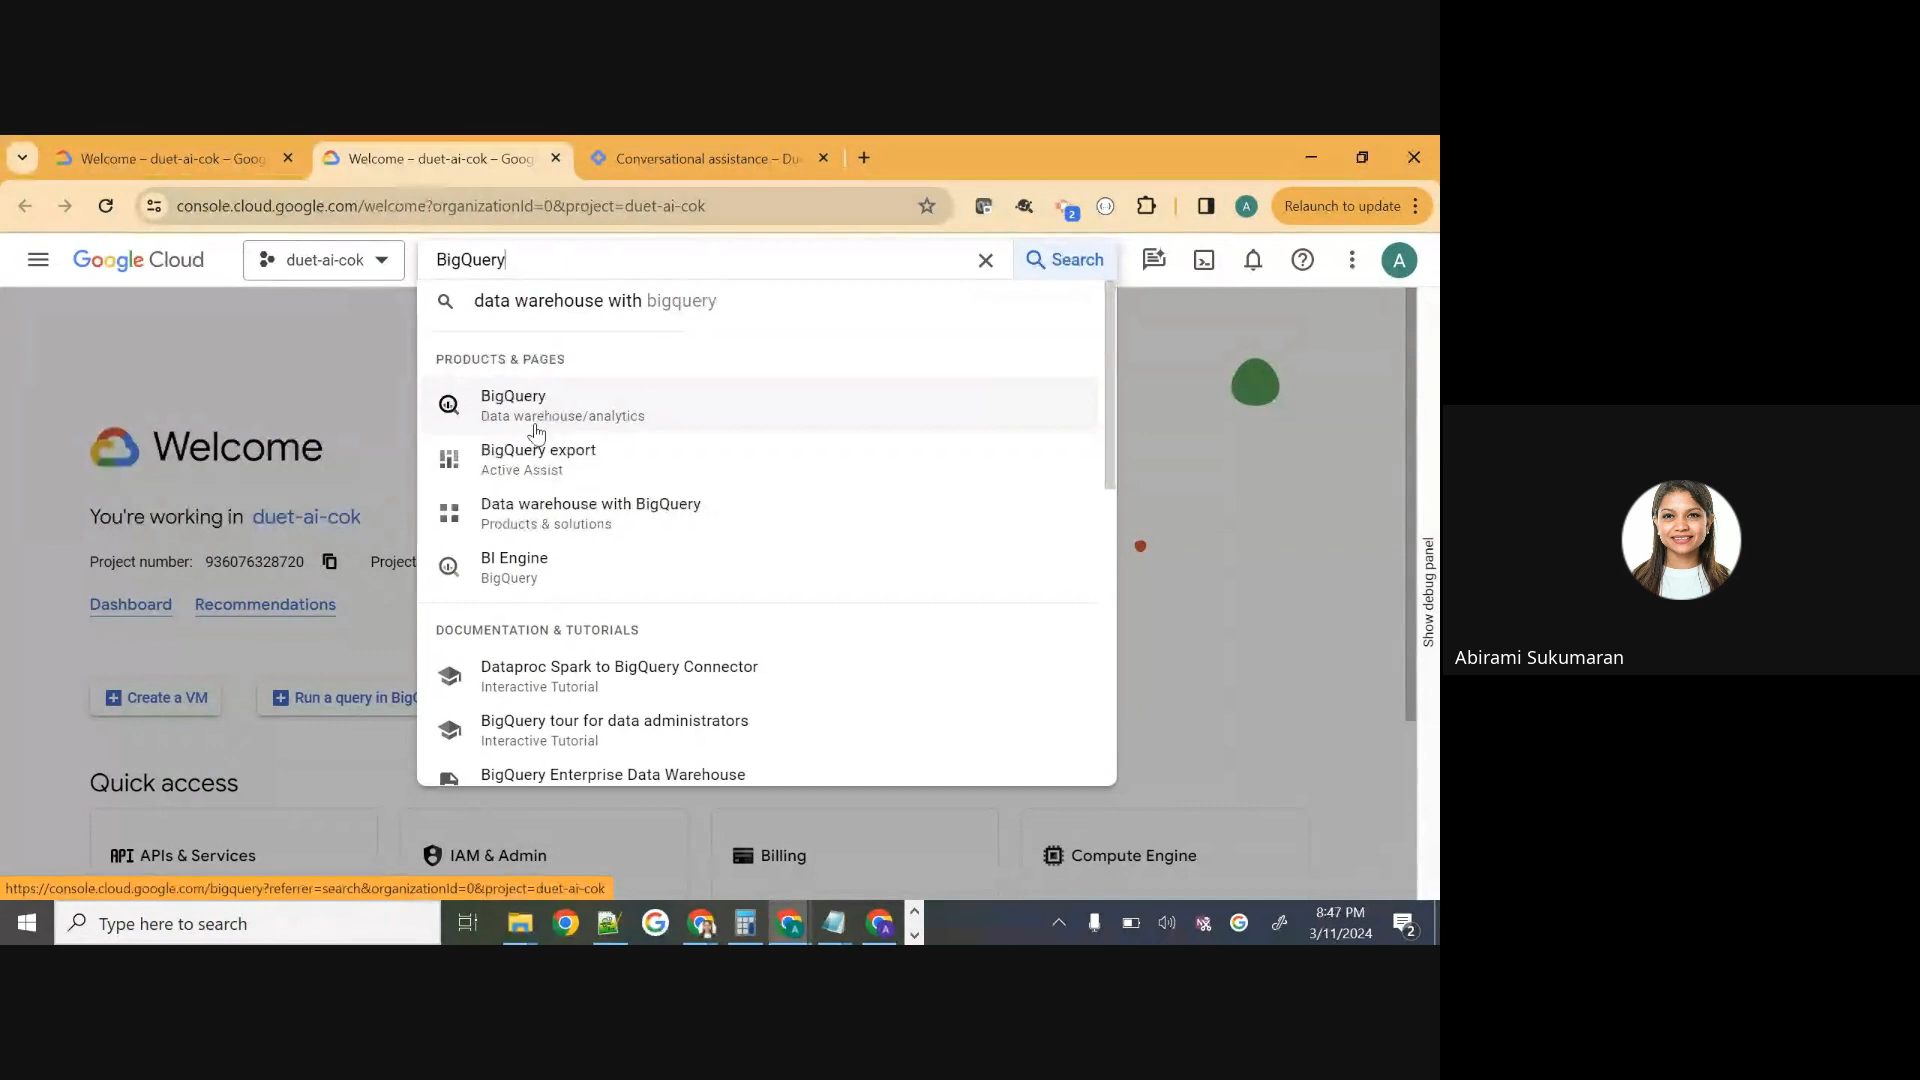 Welcome – duet-ai-cok – Goog
Welcome – duet-ai-cok – Goog
Conversational assistance – Du
console.cloud.google.com/welcome?organizationId=0&project=duet-ai-cok
2
A
Relaunch to update
Google Cloud
duet-ai-cok
BigQuery
Search
A
data warehouse with bigquery
PRODUCTS & PAGES
BigQuery
Data warehouse/analytics
BigQuery export
Active Assist
Data warehouse with BigQuery
Products & solutions
BI Engine
BigQuery
DOCUMENTATION & TUTORIALS
Dataproc Spark to BigQuery Connector
Interactive Tutorial
BigQuery tour for data administrators
Interactive Tutorial
BigQuery Enterprise Data Warehouse
Welcome
You're working in duet-ai-cok
Project number: 936076328720 Project
Dashboard Recommendations
Create a VM
Run a query in BigQ
Quick access
API APIs & Services
IAM & Admin
Billing
Compute Engine
Show debug panel
https://console.cloud.google.com/bigquery?referrer=search&organizationId=0&project=duet-ai-cok
Type here to search
8:47 PM
3/11/2024
2
Abirami Sukumaran